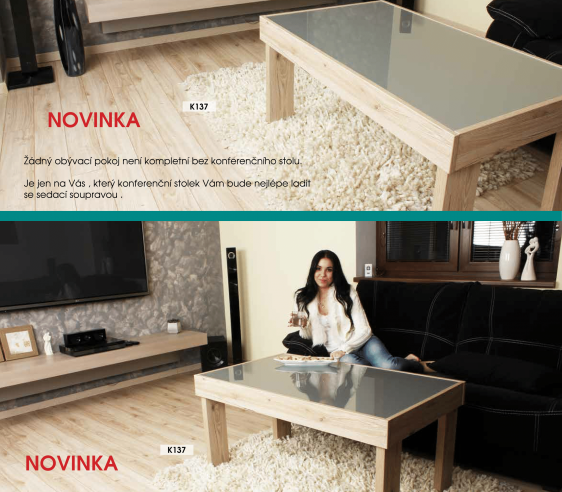 K137
NOVINKA
Žádný obývací pokoj není kompletní bez konferenčního stolu.
Je jen na Vás , který konferenční stolek Vám bude nejlépe ladit
se sedací soupravou .
K137
NOVINKA